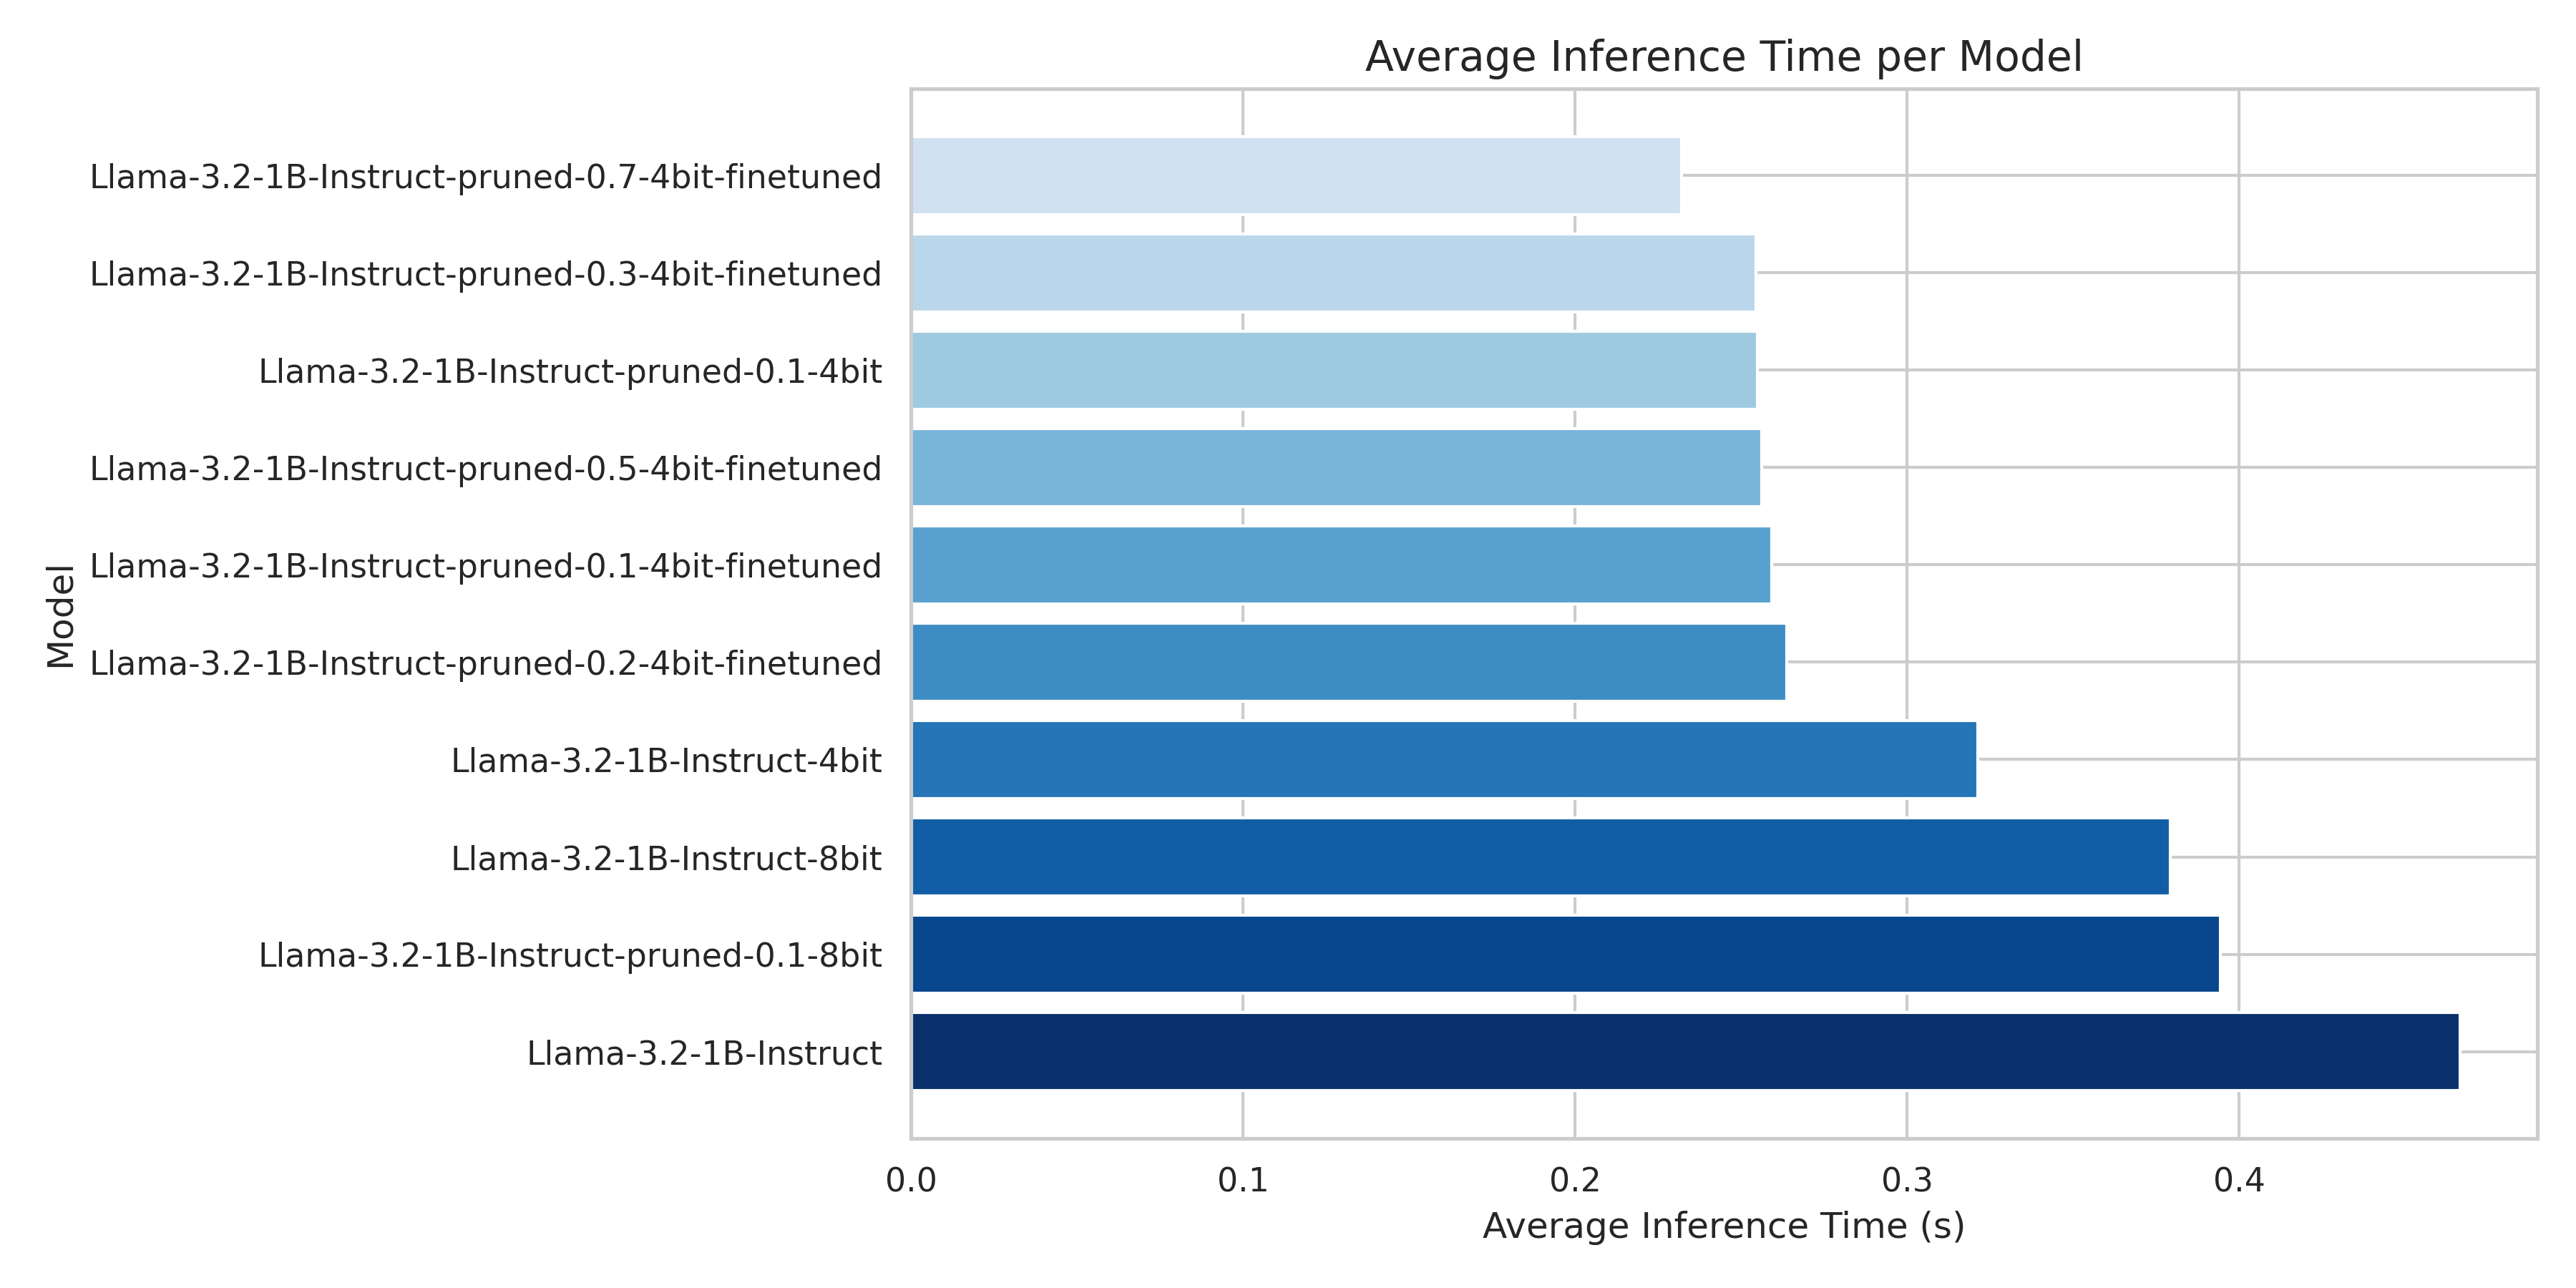 Average Inference Time per Model
Llama-3.2-1B-Instruct-pruned-0.7-4bit-finetuned
Llama-3.2-1B-Instruct-pruned-0.3-4bit-finetuned
Llama-3.2-1B-Instruct-pruned-0.1-4bit
Llama-3.2-1B-Instruct-pruned-0.5-4bit-finetuned
Llama-3.2-1B-Instruct-pruned-0.1-4bit-finetuned
Llama-3.2-1B-Instruct-pruned-0.2-4bit-finetuned
Llama-3.2-1B-Instruct-4bit
Llama-3.2-1B-Instruct-8bit
Llama-3.2-1B-Instruct-pruned-0.1-8bit
Llama-3.2-1B-Instruct
Model
0.0 0.1 0.2 0.3 0.4
Average Inference Time (s)